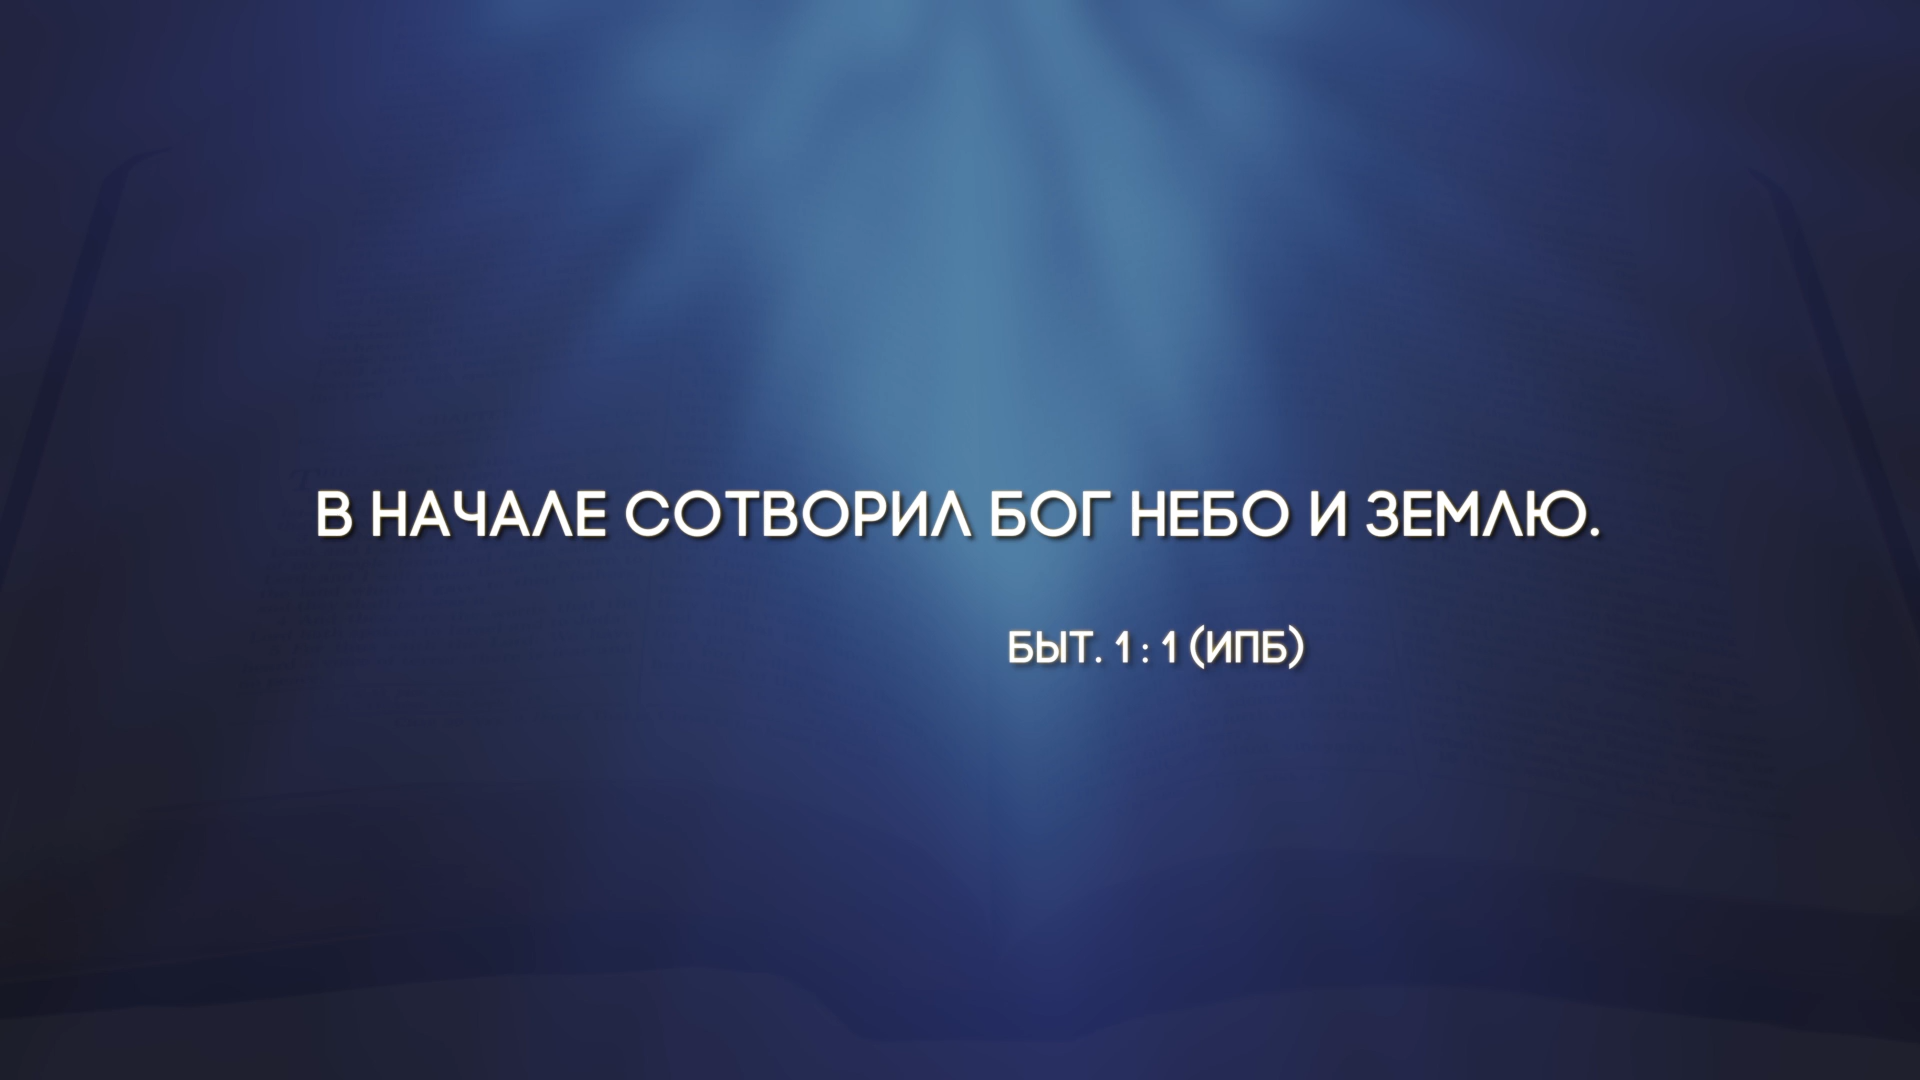 В НАЧАЛЕ СОТВОРИЛ БОГ НЕБО И ЗЕМЛЮ.
БЫТ. 1 : 1 (ИПБ)